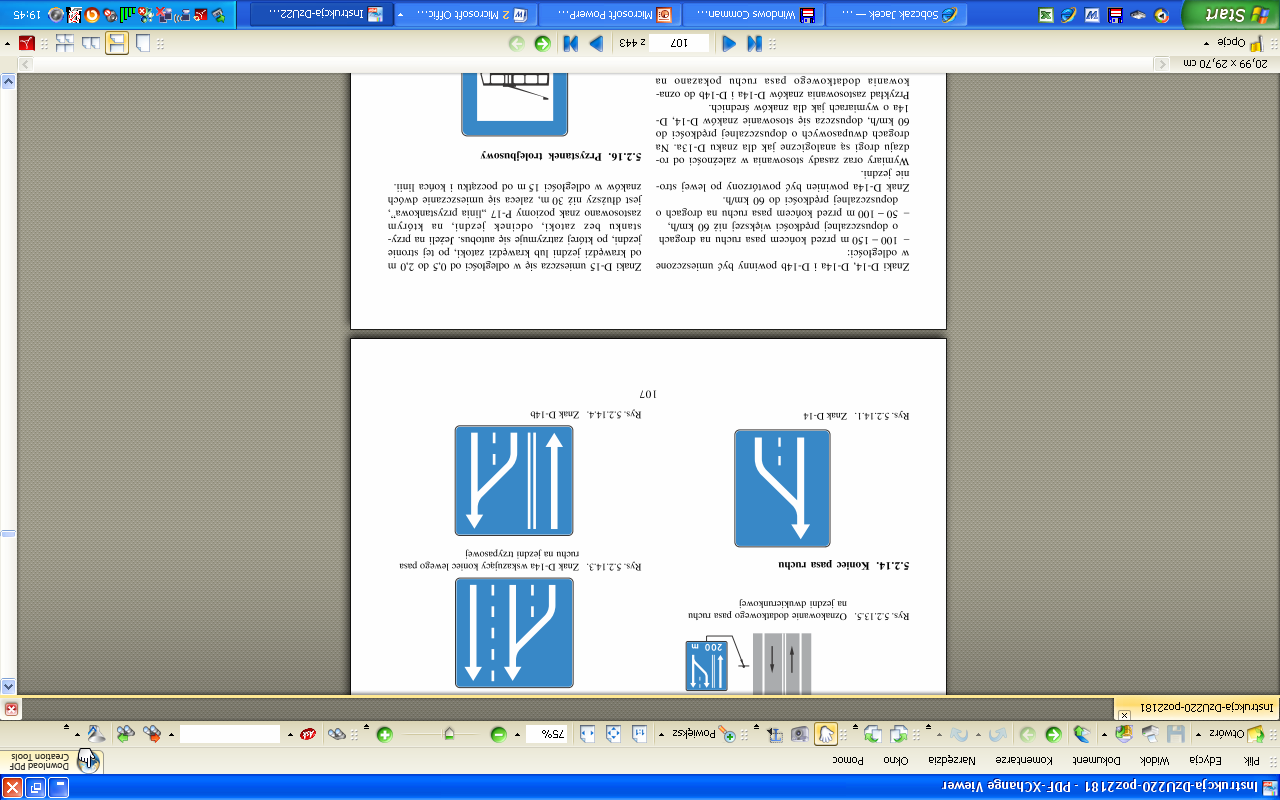 Instrukcja-DzU220-poz2181 - PDF-XChange Viewer
Plik Edycja Widok Dokument Komentarze Narzędzia Okno Pomoc
Download PDF
Creation Tools
Otwórz
Powiększ
75%
Instrukcja-DzU220-poz2181
200 m
Rys. 5.2.13.5. Oznakowanie dodatkowego pasa ruchu
na jezdni dwukierunkowej
5.2.14. Koniec pasa ruchu
Rys. 5.2.14.1. Znak D-14
Rys. 5.2.14.3. Znak D-14a wskazujący koniec lewego pasa
ruchu na jezdni trzypasowej
Rys. 5.2.14.4. Znak D-14b
107
Znaki D-14, D-14a i D-14b powinny być umieszczone
w odległości:
– 100 – 150 m przed końcem pasa ruchu na drogach
o dopuszczalnej prędkości większej niż 60 km/h,
– 50 – 100 m przed końcem pasa ruchu na drogach o
dopuszczalnej prędkości do 60 km/h.
Znak D-14a powinien być powtórzony po lewej stro-
nie jezdni.
Wymiary oraz zasady stosowania w zależności od ro-
dzaju drogi są analogiczne jak dla znaku D-13a. Na
drogach dwupasowych o dopuszczalnej prędkości do
60 km/h, dopuszcza się stosowanie znaków D-14, D-
14a o wymiarach jak dla znaków średnich.
Przykład zastosowania znaków D-14a i D-14b do ozna-
kowania dodatkowego pasa ruchu pokazano na
Znaki D-15 umieszcza się w odległości od 0,5 do 2,0 m
od krawędzi jezdni lub krawędzi zatoki, po tej stronie
jezdni, po której zatrzymuje się autobus. Jeżeli na przy-
stanku bez zatoki, odcinek jezdni, na którym
zastosowano znak poziomy P-17 „linia przystankowa”,
jest dłuższy niż 30 m, zaleca się umieszczanie dwóch
znaków w odległości 15 m od początku i końca linii.
5.2.16. Przystanek trolejbusowy
20,99 x 29,70 cm
Opcje
107 z 443
Start
Sobczak Jacek — ...
Windows Comman...
Microsoft PowerP...
2 Microsoft Offic...
Instrukcja-DzU22...
19:45